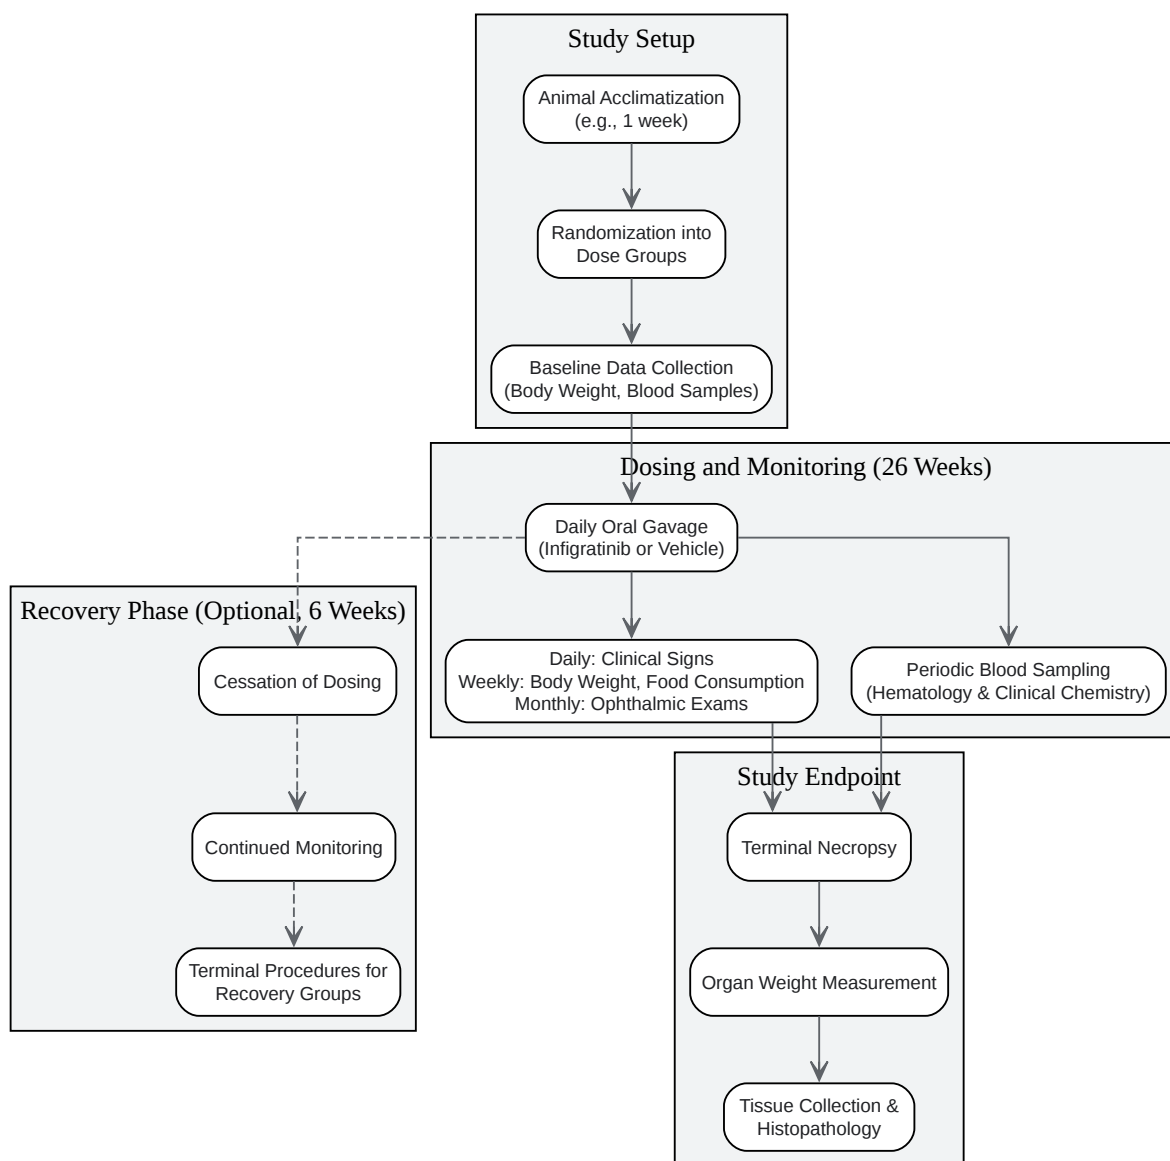 Study Setup
Animal Acclimatization
(e.g., 1 week)
Randomization into
Dose Groups
Baseline Data Collection
(Body Weight, Blood Samples)
Dosing and Monitoring (26 Weeks)
Daily Oral Gavage
(Infigratinib or Vehicle)
Daily: Clinical Signs
Weekly: Body Weight, Food Consumption
Monthly: Ophthalmic Exams
Periodic Blood Sampling
(Hematology & Clinical Chemistry)
Recovery Phase (Optional, 6 Weeks)
Cessation of Dosing
Continued Monitoring
Terminal Procedures for
Recovery Groups
Study Endpoint
Terminal Necropsy
Organ Weight Measurement
Tissue Collection &
Histopathology